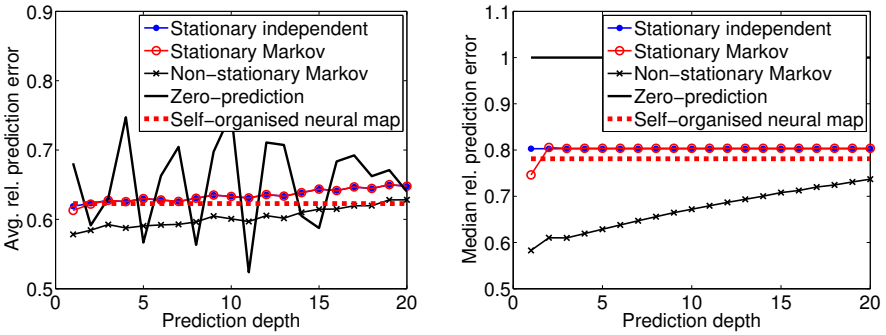 0.9
0.8
0.7
0.6
0.5
0
5
10
15
20
Avg. rel. prediction error
Prediction depth
Stationary independent
Stationary Markov
Non−stationary Markov
Zero−prediction
Self−organised neural map
1.1
1
0.9
0.8
0.7
0.6
0.5
0
5
10
15
20
Median rel. prediction error
Prediction depth
Stationary independent
Stationary Markov
Non−stationary Markov
Zero−prediction
Self−organised neural map